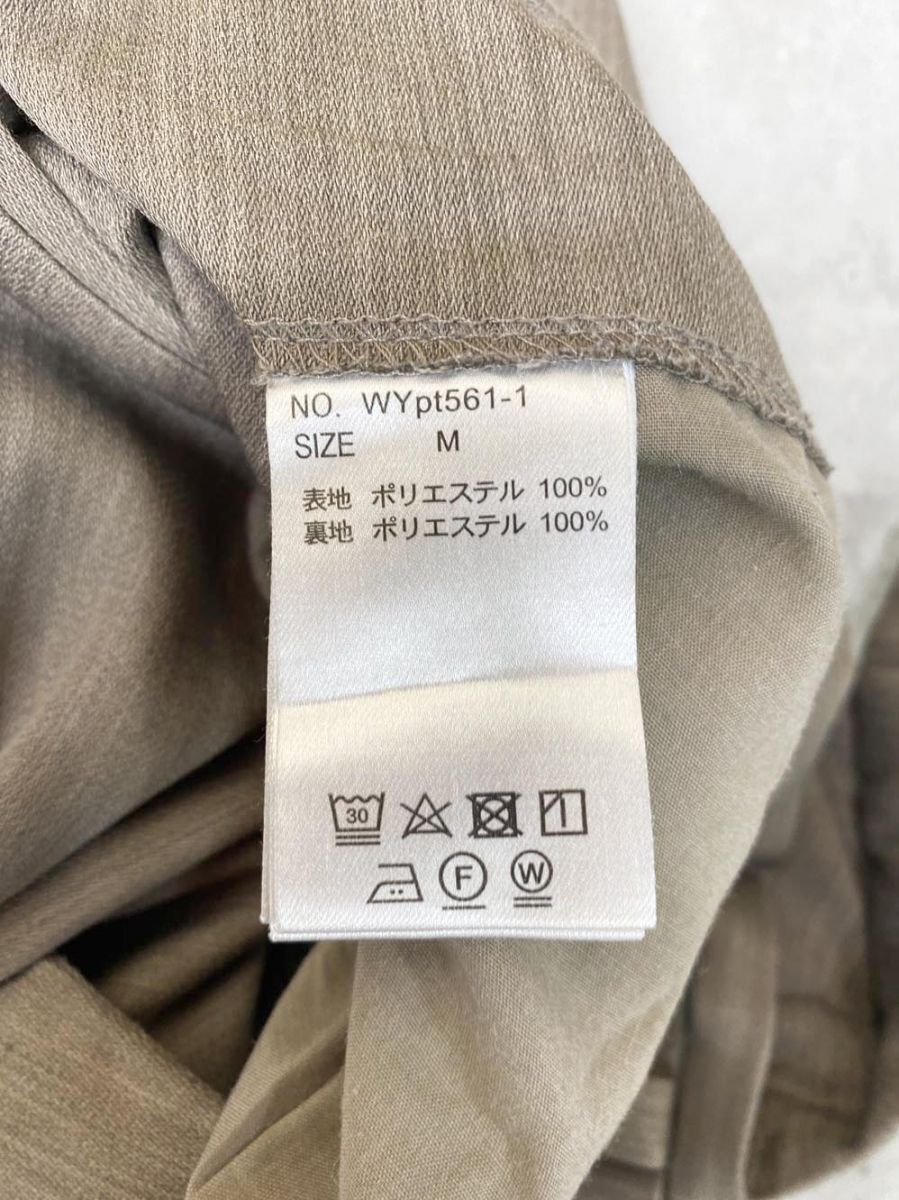 NO. WYpt561-1
SIZE M
表地 ポリエステル 100%
裏地 ポリエステル 100%
30
F W